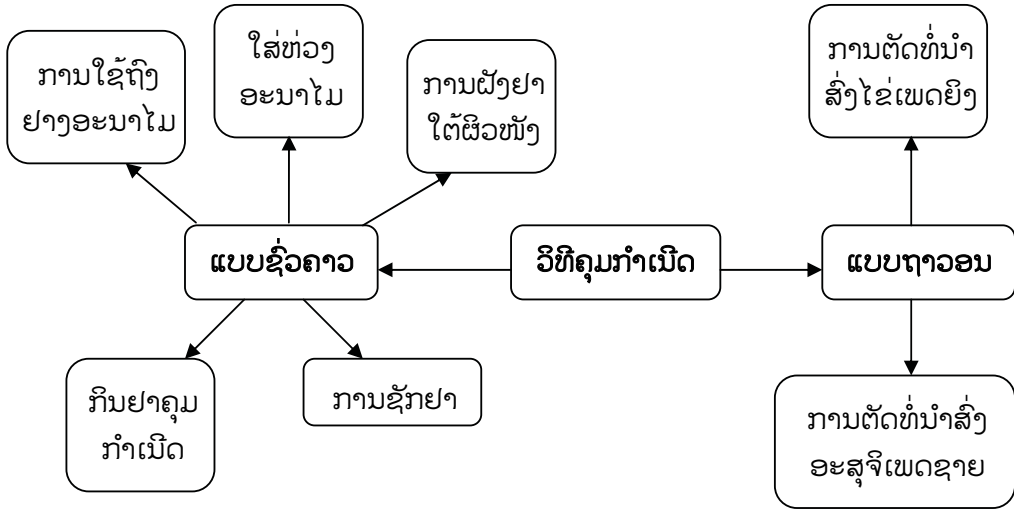 ການໃຊ້ຖົງ
ຢາງອະນາໄມ
ໃສ່ຫ່ວງ
ອະນາໄມ
ການຝັງຢາ
ໃຕ້ຜິວໜັງ
ການຕັດທໍ່ນຳ
ສົ່ງໄຂ່ເພດຍິງ
ແບບຊົ່ວຄາວ
ວິທີຄຸມກຳເນີດ
ແບບຖາວອນ
ກິນຢາຄຸມ
ກຳເນີດ
ການຊັກຢາ
ການຕັດທໍ່ນຳສົ່ງ
ອະສຸຈິເພດຊາຍ